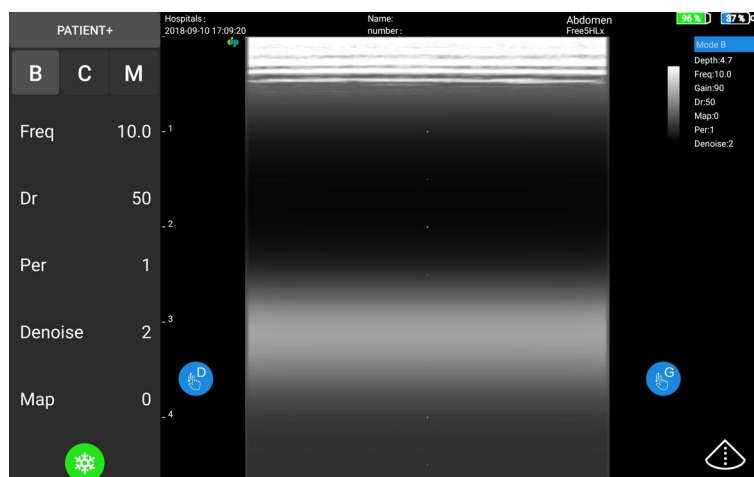 PATIENT+
B C M
Freq 10.0
Dr 50
Per 1
Denoise 2
Map 0
Hospitals :
2018-09-10 17:09:20
Name:
number :
Abdomen
Free5HLx
96 %
37 %
dp
1
2
3
4
D
G
Mode B
Depth:4.7
Freq:10.0
Gain:90
Dr:50
Map:0
Per:1
Denoise:2